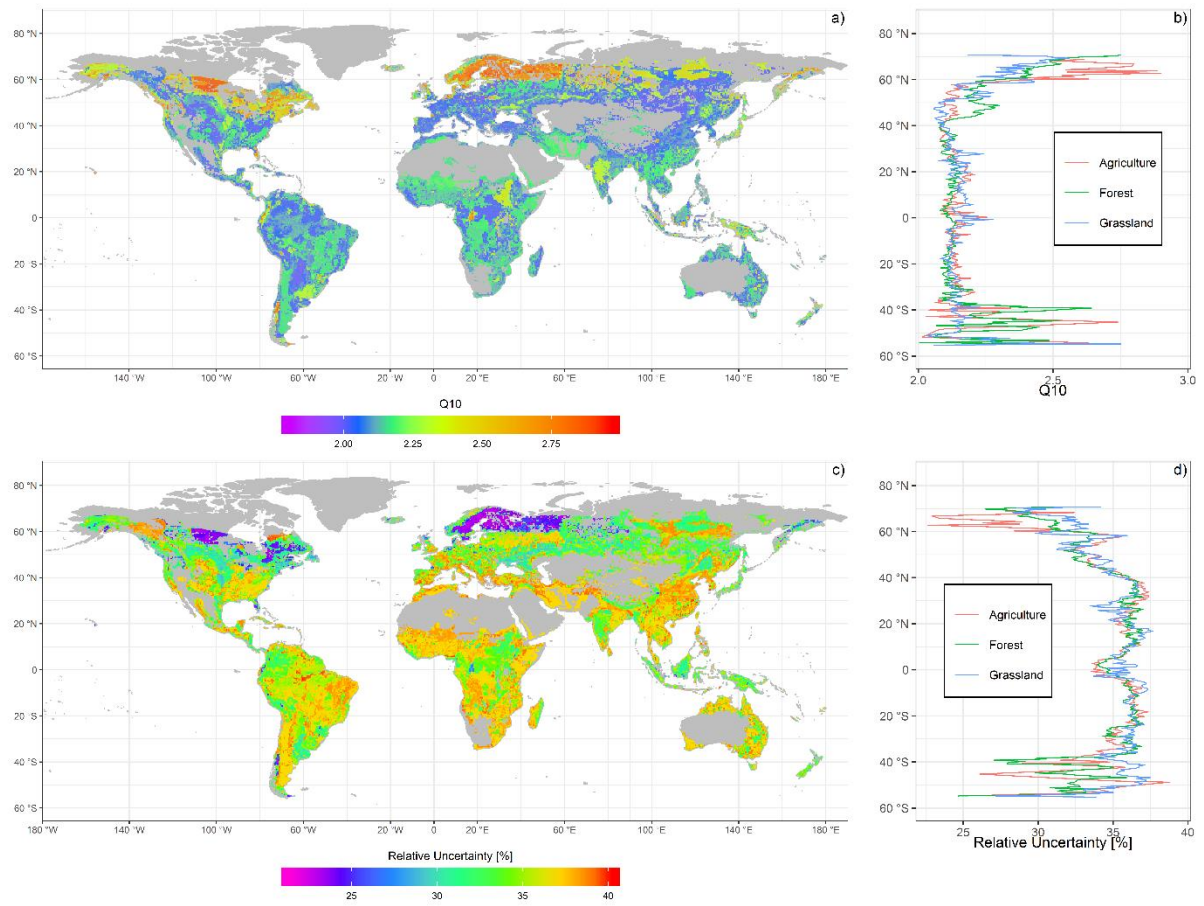 a)
80 °N
60 °N
40 °N
20 °N
0
20 °S
40 °S
60 °S
140 °W
100 °W
60 °W
20 °W
0
20 °E
60 °E
100 °E
140 °E
180 °E
Q10
2.00
2.25
2.50
2.75
b)
80 °N
60 °N
40 °N
20 °N
0
20 °S
40 °S
60 °S
Agriculture
Forest
Grassland
2.0
2.5
3.0
Q10
c)
80 °N
60 °N
40 °N
20 °N
0
20 °S
40 °S
60 °S
180 °W
140 °W
100 °W
60 °W
20 °W
0
20 °E
60 °E
100 °E
140 °E
180 °E
Relative Uncertainty [%]
25
30
35
40
d)
80 °N
60 °N
40 °N
20 °N
0
20 °S
40 °S
60 °S
Agriculture
Forest
Grassland
25
30
35
40
Relative Uncertainty [%]